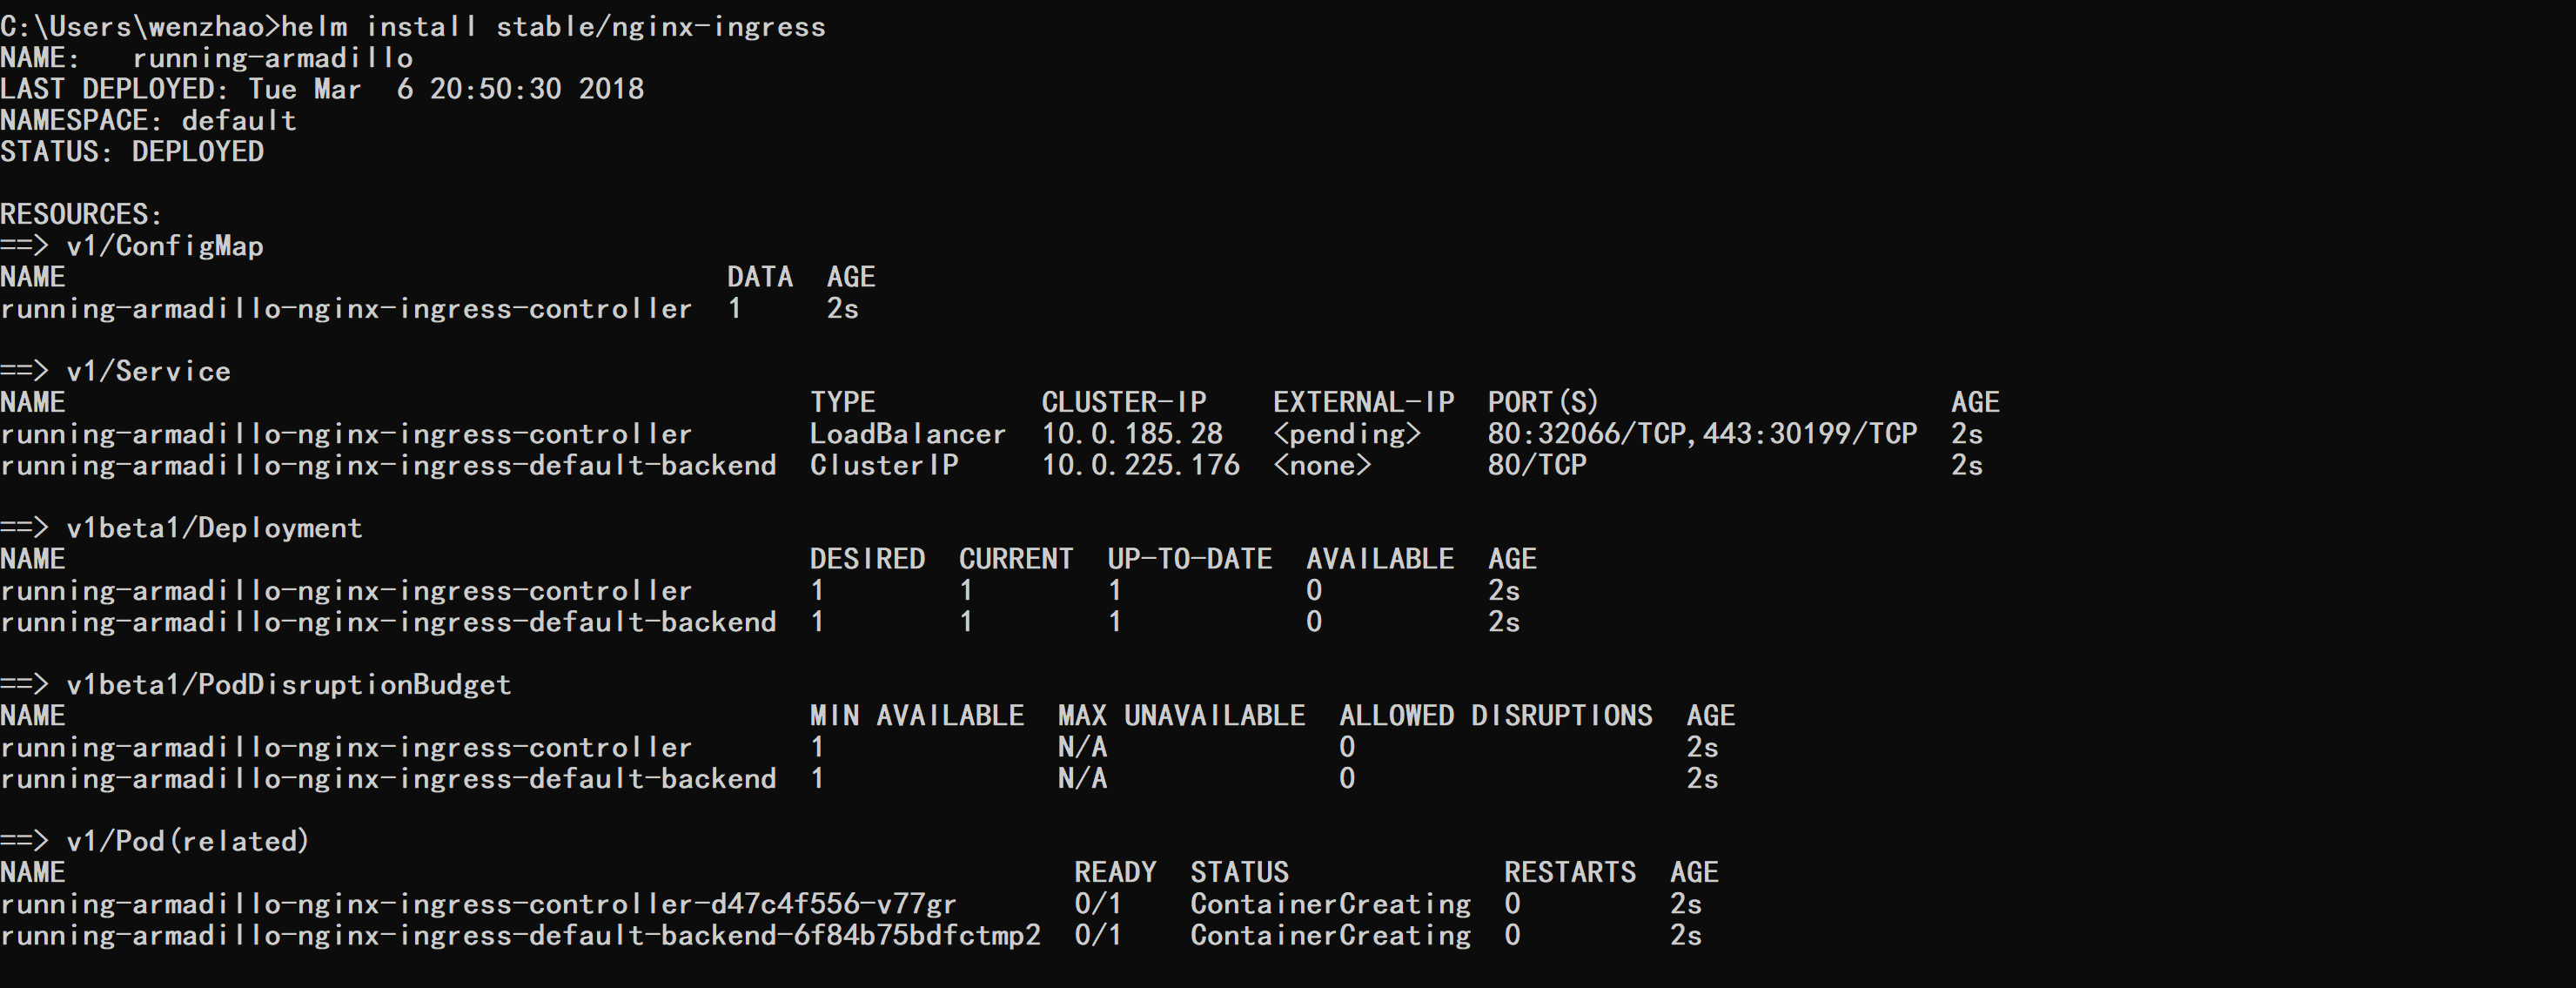 C:\Users\wenzhao>helm install stable/nginx-ingress
NAME:   running-armadillo
LAST DEPLOYED: Tue Mar  6 20:50:30 2018
NAMESPACE: default
STATUS: DEPLOYED

RESOURCES:
==> v1/ConfigMap
NAME                                        DATA  AGE
running-armadillo-nginx-ingress-controller  1     2s

==> v1/Service
NAME                                             TYPE          CLUSTER-IP    EXTERNAL-IP  PORT(S)                     AGE
running-armadillo-nginx-ingress-controller       LoadBalancer  10.0.185.28   <pending>    80:32066/TCP,443:30199/TCP  2s
running-armadillo-nginx-ingress-default-backend  ClusterIP     10.0.225.176  <none>       80/TCP                      2s

==> v1beta1/Deployment
NAME                                             DESIRED  CURRENT  UP-TO-DATE  AVAILABLE  AGE
running-armadillo-nginx-ingress-controller       1        1        1           0          2s
running-armadillo-nginx-ingress-default-backend  1        1        1           0          2s

==> v1beta1/PodDisruptionBudget
NAME                                             MIN AVAILABLE  MAX UNAVAILABLE  ALLOWED DISRUPTIONS  AGE
running-armadillo-nginx-ingress-controller       1              N/A              0                    2s
running-armadillo-nginx-ingress-default-backend  1              N/A              0                    2s

==> v1/Pod(related)
NAME                                                             READY  STATUS             RESTARTS  AGE
running-armadillo-nginx-ingress-controller-d47c4f556-v77gr       0/1    ContainerCreating  0         2s
running-armadillo-nginx-ingress-default-backend-6f84b75bdfctmp2  0/1    ContainerCreating  0         2s